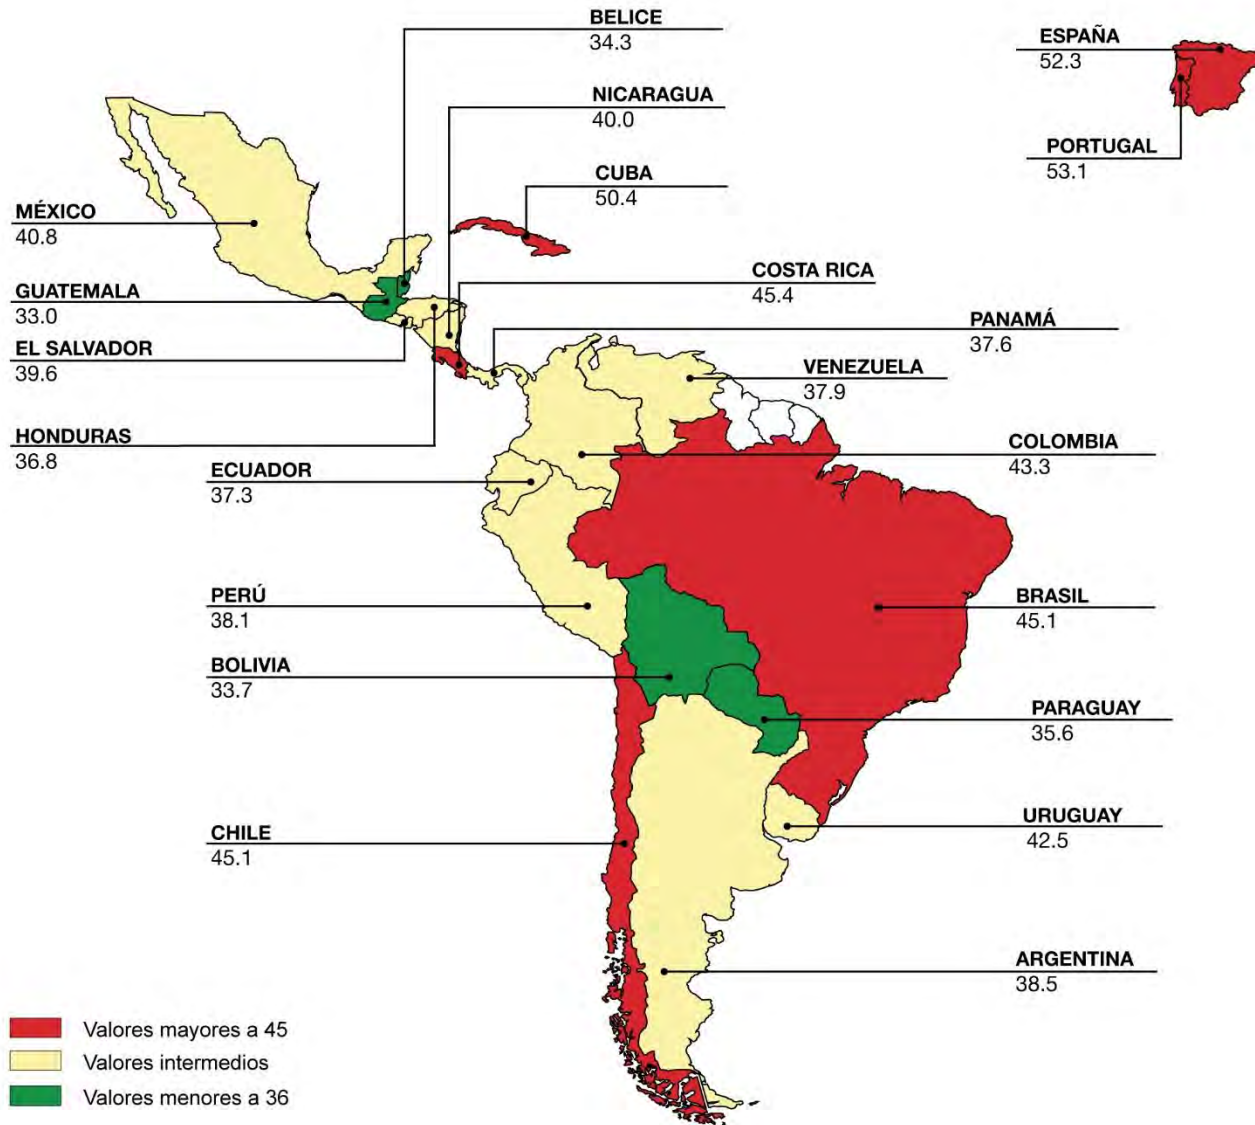 BELICE
34.3
ESPAÑA
52.3
NICARAGUA
40.0
PORTUGAL
53.1
CUBA
50.4
MÉXICO
40.8
COSTA RICA
45.4
GUATEMALA
33.0
PANAMÁ
37.6
EL SALVADOR
39.6
VENEZUELA
37.9
HONDURAS
36.8
COLOMBIA
43.3
ECUADOR
37.3
PERÚ
38.1
BRASIL
45.1
BOLIVIA
33.7
PARAGUAY
35.6
URUGUAY
42.5
CHILE
45.1
ARGENTINA
38.5
Valores mayores a 45
Valores intermedios
Valores menores a 36